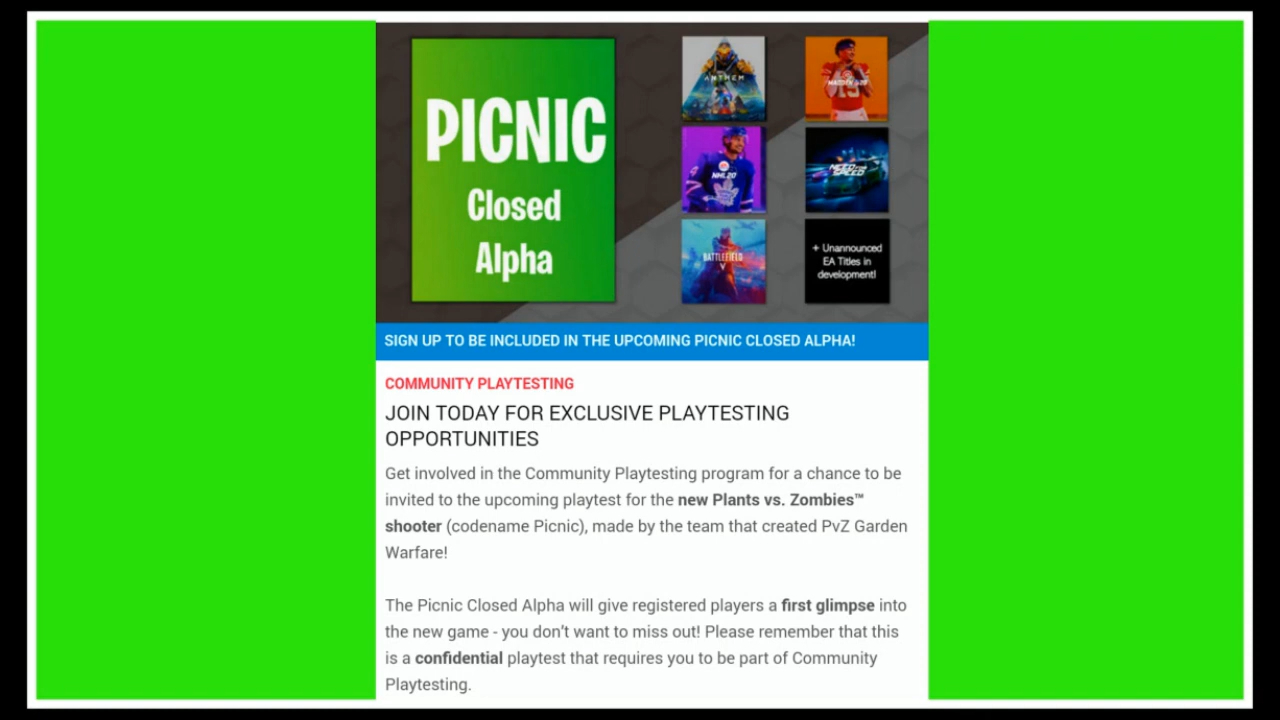 PICNIC
Closed
Alpha
ANTHEM
MADDEN 20
NHL 20
NEED FOR
SPEED
BATTLEFIELD
V
+ Unannounced
EA Titles in
development!
SIGN UP TO BE INCLUDED IN THE UPCOMING PICNIC CLOSED ALPHA!
COMMUNITY PLAYTESTING
JOIN TODAY FOR EXCLUSIVE PLAYTESTING
OPPORTUNITIES
Get involved in the Community Playtesting program for a chance to be
invited to the upcoming playtest for the new Plants vs. Zombies™
shooter (codename Picnic), made by the team that created PvZ Garden
Warfare!
The Picnic Closed Alpha will give registered players a first glimpse into
the new game - you don't want to miss out! Please remember that this
is a confidential playtest that requires you to be part of Community
Playtesting.